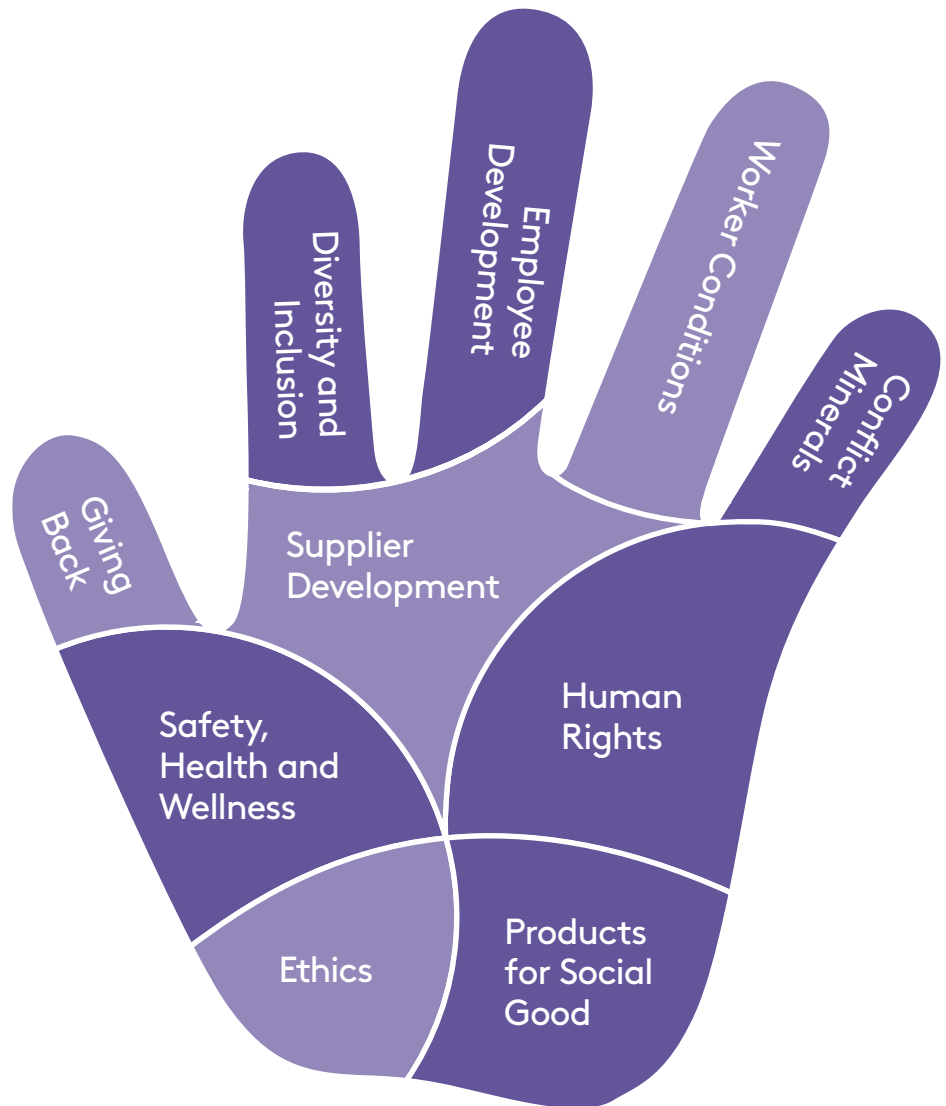 Giving
Back
Diversity and
Inclusion
Employee
Development
Worker Conditions
Conflict
Minerals
Supplier
Development
Safety,
Health and
Wellness
Human
Rights
Ethics
Products
for Social
Good